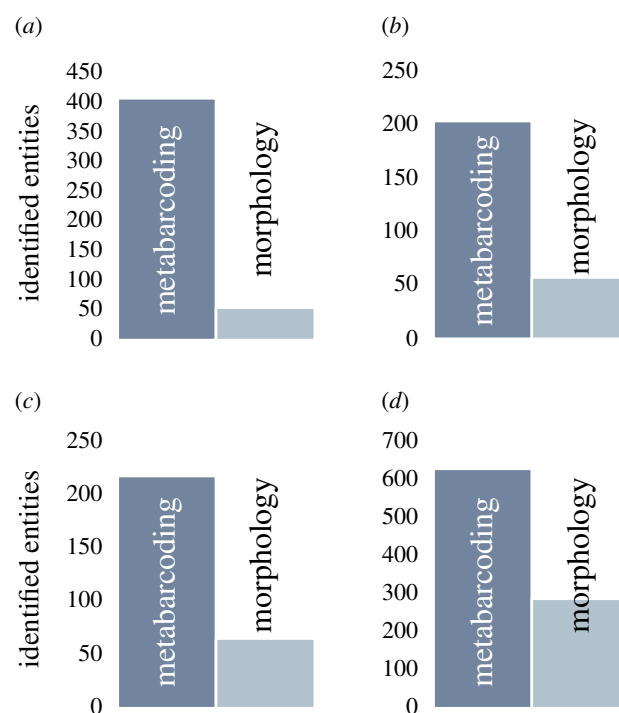 (a)
450
400
350
300
250
200
150
100
50
0
identified entities
metabarcoding
morphology
(b)
250
200
150
100
50
0
metabarcoding
morphology
(c)
250
200
150
100
50
0
identified entities
metabarcoding
morphology
(d)
700
600
500
400
300
200
100
0
metabarcoding
morphology